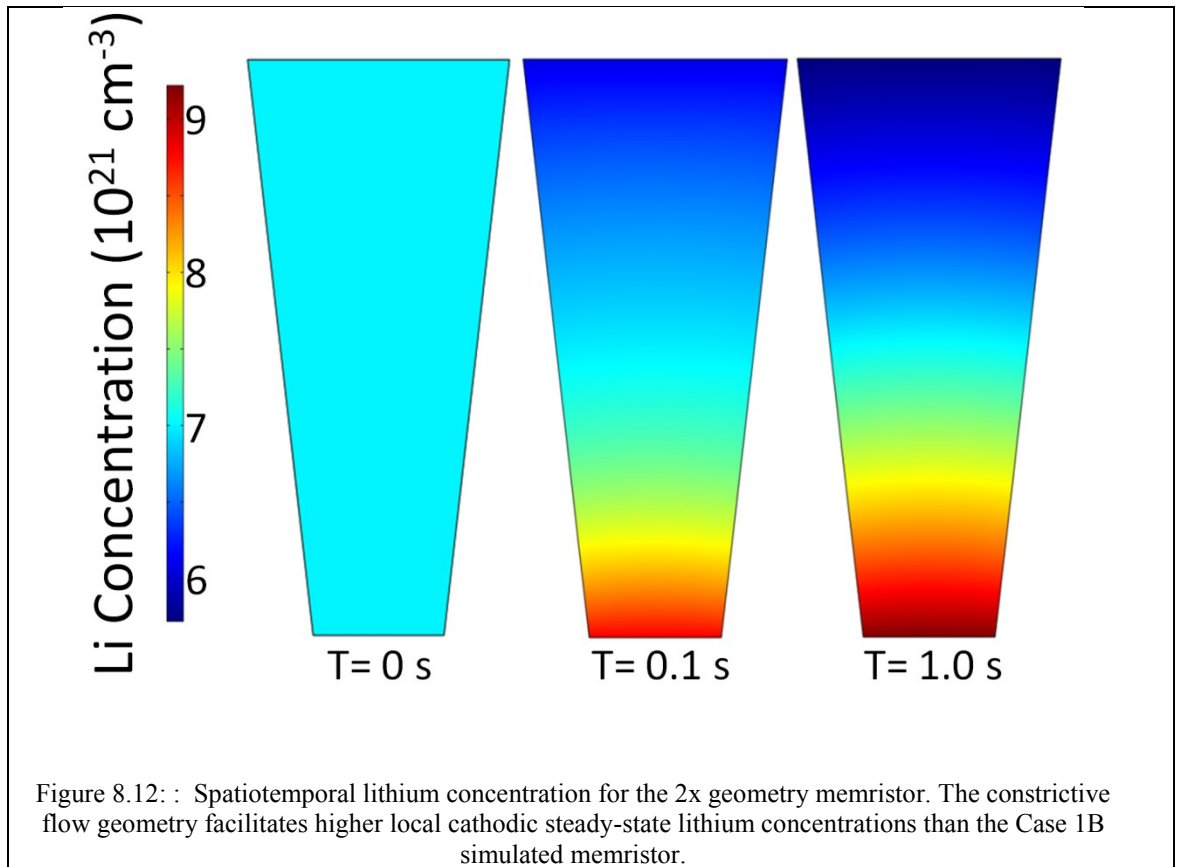 Li Concentration (10²¹ cm⁻³)
9
8
7
6
T= 0 s
T= 0.1 s
T= 1.0 s
Figure 8.12: :  Spatiotemporal lithium concentration for the 2x geometry memristor. The constrictive
flow geometry facilitates higher local cathodic steady-state lithium concentrations than the Case 1B
simulated memristor.